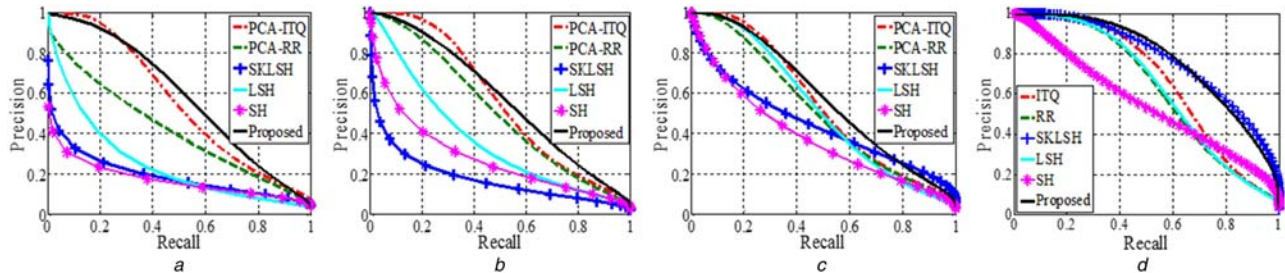 1
0.8
0.6
0.4
0.2
0
Precision
0 0.2 0.4 0.6 0.8 1
Recall
PCA-ITQ
PCA-RR
SKLSH
LSH
SH
Proposed
a
1
0.8
0.6
0.4
0.2
0
Precision
0 0.2 0.4 0.6 0.8 1
Recall
PCA-ITQ
PCA-RR
SKLSH
LSH
SH
Proposed
b
1
0.8
0.6
0.4
0.2
0
Precision
0 0.2 0.4 0.6 0.8 1
Recall
PCA-ITQ
PCA-RR
SKLSH
LSH
SH
Proposed
c
1
0.8
0.6
0.4
0.2
0
Precision
0 0.2 0.4 0.6 0.8 1
Recall
ITQ
RR
SKLSH
LSH
SH
Proposed
d